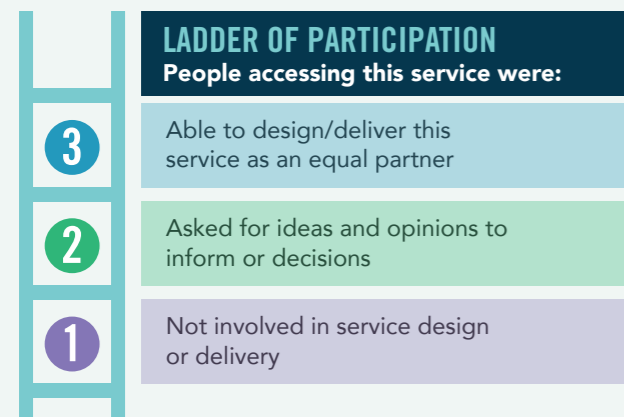 LADDER OF PARTICIPATION
People accessing this service were:
3
Able to design/deliver this
service as an equal partner
2
Asked for ideas and opinions to
inform or decisions
1
Not involved in service design
or delivery